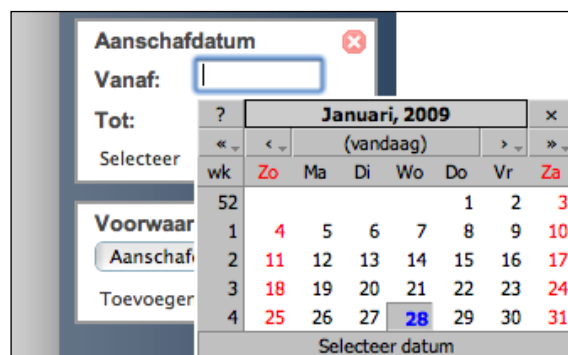 Aanschafdatum
Vanaf:
Tot:
Selecteer
? Januari, 2009 ×
« ‹ (vandaag) › »
wk Zo Ma Di Wo Do Vr Za
52 1 2 3
1 4 5 6 7 8 9 10
2 11 12 13 14 15 16 17
3 18 19 20 21 22 23 24
4 25 26 27 28 29 30 31
Selecteer datum
Voorwaar
Aanschafd
Toevoegen